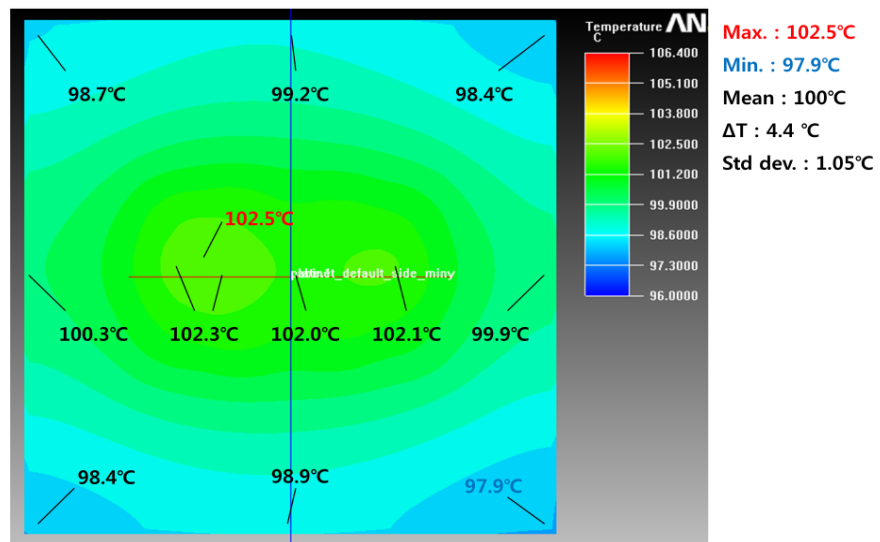 Temperature
C
AN
106.400
105.100
103.800
102.500
101.200
99.9000
98.6000
97.3000
96.0000
Max. : 102.5℃
Min. : 97.9℃
Mean : 100℃
ΔT : 4.4 ℃
Std dev. : 1.05℃
98.7℃
99.2℃
98.4℃
102.5℃
default_side_miny
100.3℃
102.3℃
102.0℃
102.1℃
99.9℃
98.4℃
98.9℃
97.9℃